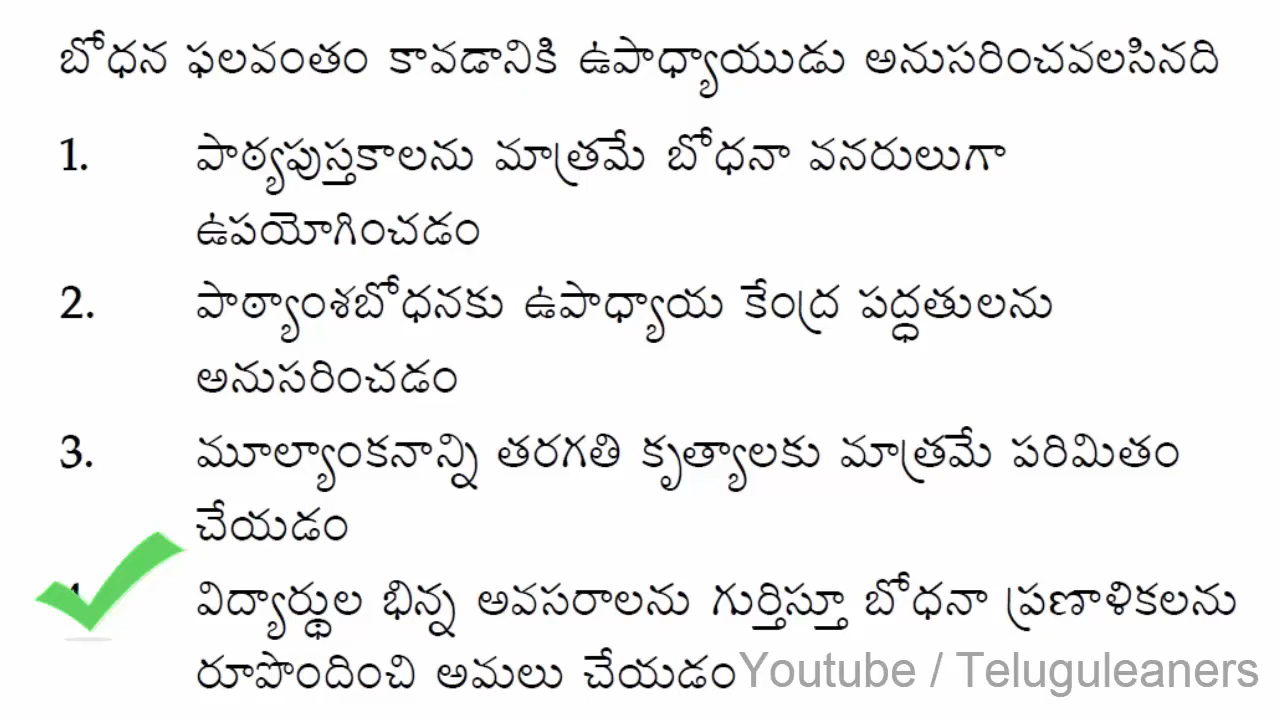 బోధన ఫలవంతం కావడానికి ఉపాధ్యాయుడు అనుసరించవలసినది
1. పాఠ్యపుస్తకాలను మాత్రమే బోధనా వనరులుగా
ఉపయోగించడం
2. పాఠ్యాంశబోధనకు ఉపాధ్యాయ కేంద్ర పద్ధతులను
అనుసరించడం
3. మూల్యాంకనాన్ని తరగతి కృత్యాలకు మాత్రమే పరిమితం
చేయడం
విద్యార్థుల భిన్న అవసరాలను గుర్తిస్తూ బోధనా ప్రణాళికలను
రూపొందించి అమలు చేయడం Youtube / Teluguleaners